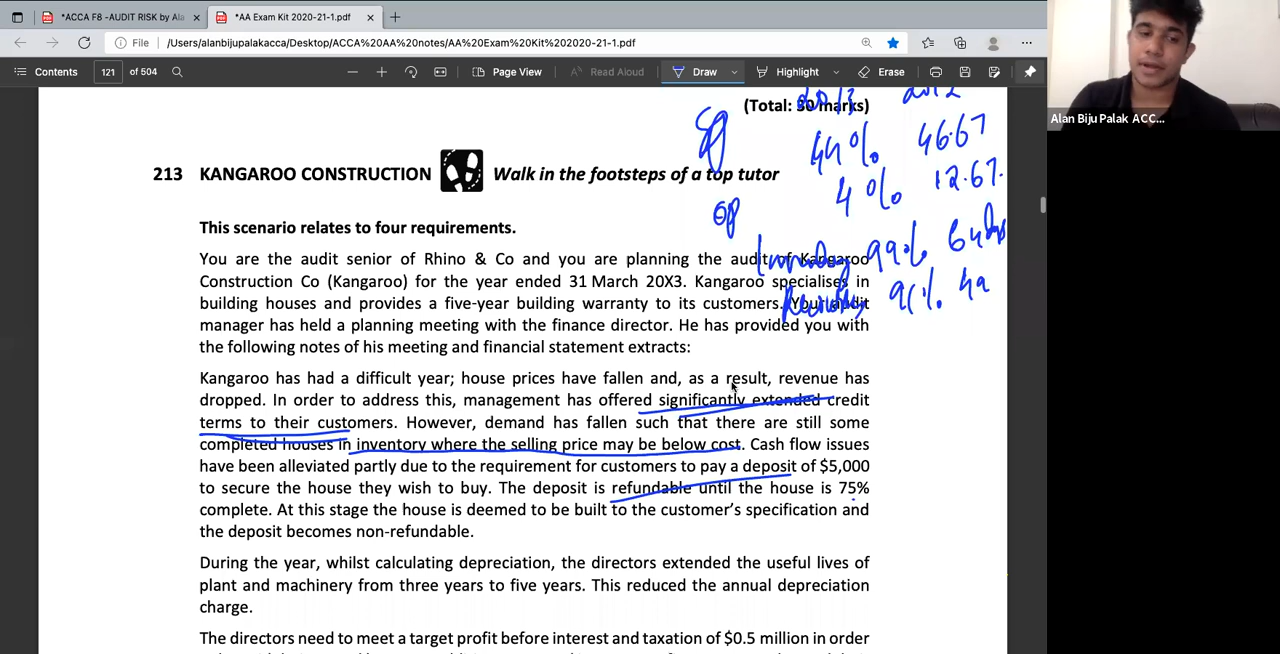 *ACCA F8 -AUDIT RISK by Ala
*AA Exam Kit 2020-21-1.pdf
File /Users/alanbijupalakacca/Desktop/ACCA%20AA%20notes/AA%20Exam%20Kit%202020-21-1.pdf
Contents 121 of 504 Page View Read Aloud Draw Highlight Erase
Alan Biju Palak ACC...
2013 2012
(Total: 30 marks)
44% 46.67
4% 12.67.
213 KANGAROO CONSTRUCTION Walk in the footsteps of a top tutor
op
Inventory 99%
Receivables 91% 49
This scenario relates to four requirements.
You are the audit senior of Rhino & Co and you are planning the audit of Kangaroo
Construction Co (Kangaroo) for the year ended 31 March 20X3. Kangaroo specialises in
building houses and provides a five-year building warranty to its customers. Your audit
manager has held a planning meeting with the finance director. He has provided you with
the following notes of his meeting and financial statement extracts:
Kangaroo has had a difficult year; house prices have fallen and, as a result, revenue has
dropped. In order to address this, management has offered significantly extended credit
terms to their customers. However, demand has fallen such that there are still some
completed houses in inventory where the selling price may be below cost. Cash flow issues
have been alleviated partly due to the requirement for customers to pay a deposit of $5,000
to secure the house they wish to buy. The deposit is refundable until the house is 75%
complete. At this stage the house is deemed to be built to the customer's specification and
the deposit becomes non-refundable.
During the year, whilst calculating depreciation, the directors extended the useful lives of
plant and machinery from three years to five years. This reduced the annual depreciation
charge.
The directors need to meet a target profit before interest and taxation of $0.5 million in order